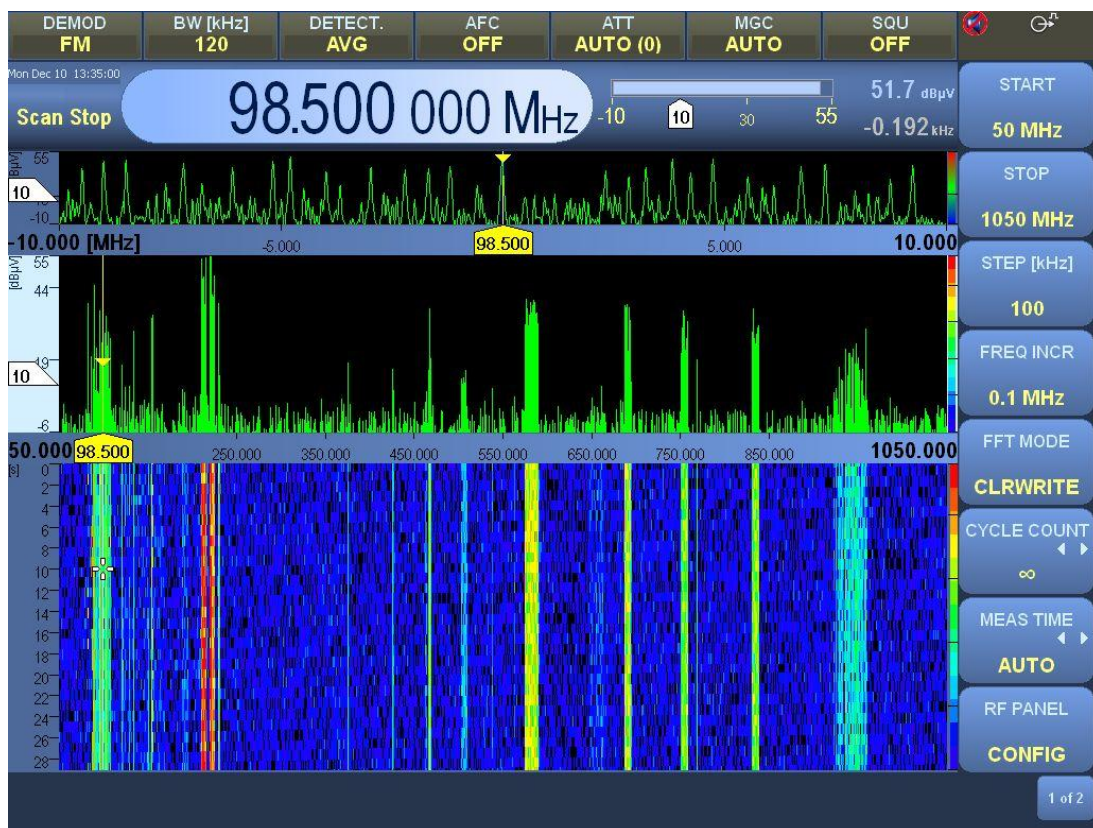 DEMOD BW [kHz] DETECT. AFC ATT MGC SQU
FM 120 AVG OFF AUTO (0) AUTO OFF
Mon Dec 10 13:35:00
Scan Stop
98.500 000 MHz
-10 10 30 55
51.7 dBµV
-0.192 kHz
START
50 MHz
55
10
-10
-10.000 [MHz] -5.000 98.500 5.000 10.000
STOP
1050 MHz
[dBµV]
55
44
19
10
-6
STEP [kHz]
100
FREQ INCR
0.1 MHz
50.000 98.500 250.000 350.000 450.000 550.000 650.000 750.000 850.000 1050.000
FFT MODE
CLRWRITE
[s]
0
2
4
6
8
10
12
14
16
18
20
22
24
26
28
CYCLE COUNT
∞
MEAS TIME
AUTO
RF PANEL
CONFIG
1 of 2